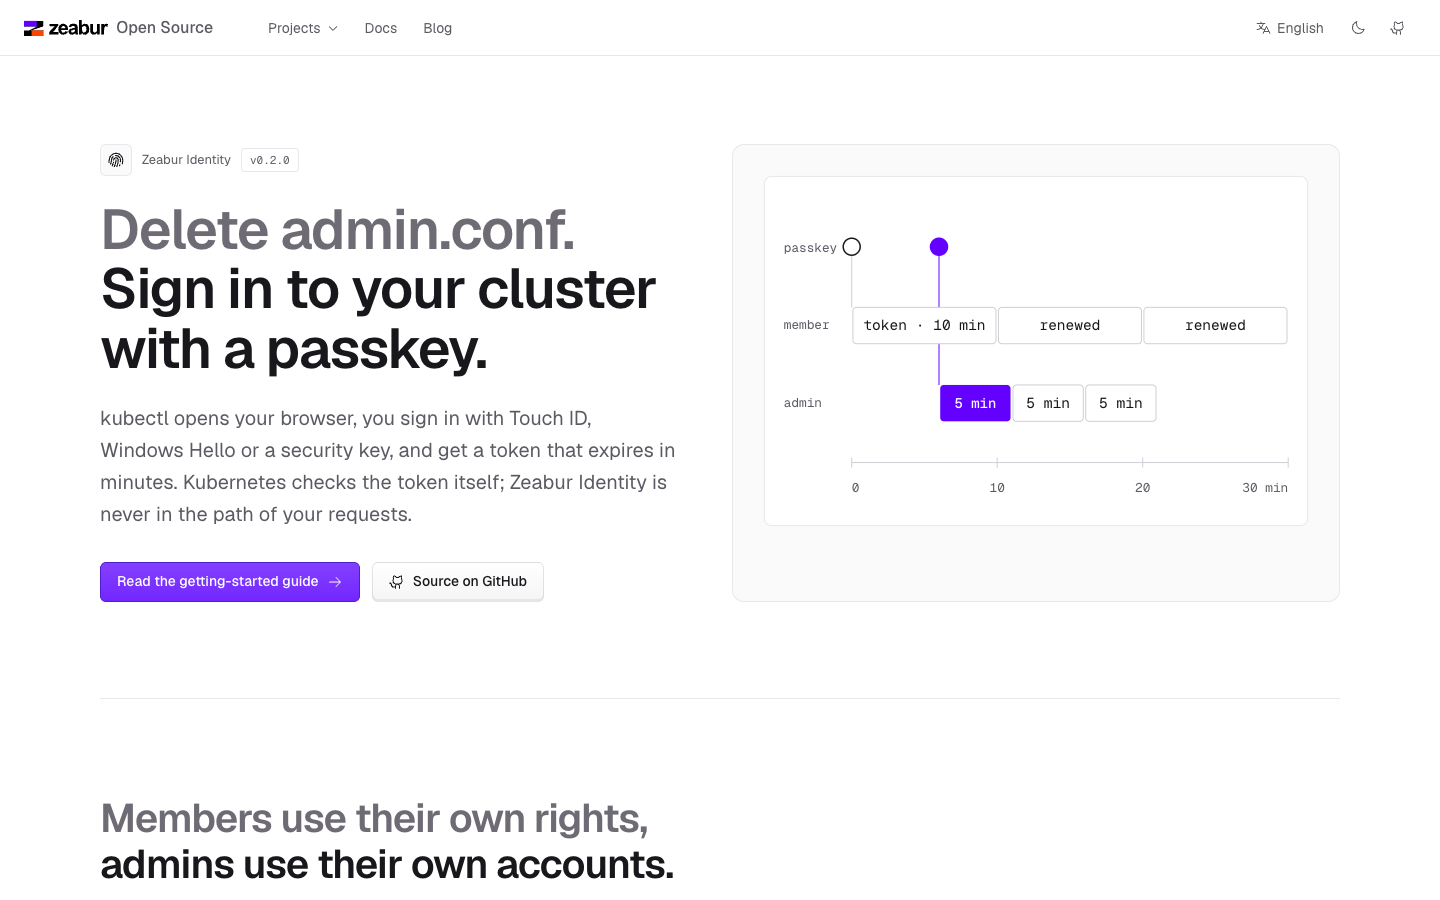 zeabur Open Source
Projects
Docs
Blog
English
Zeabur Identity
v0.2.0
Delete admin.conf.
Sign in to your cluster
with a passkey.
kubectl opens your browser, you sign in with Touch ID,
Windows Hello or a security key, and get a token that expires in
minutes. Kubernetes checks the token itself; Zeabur Identity is
never in the path of your requests.
Read the getting-started guide
Source on GitHub
passkey
member
token · 10 min
renewed
renewed
admin
5 min
5 min
5 min
0
10
20
30 min
Members use their own rights,
admins use their own accounts.